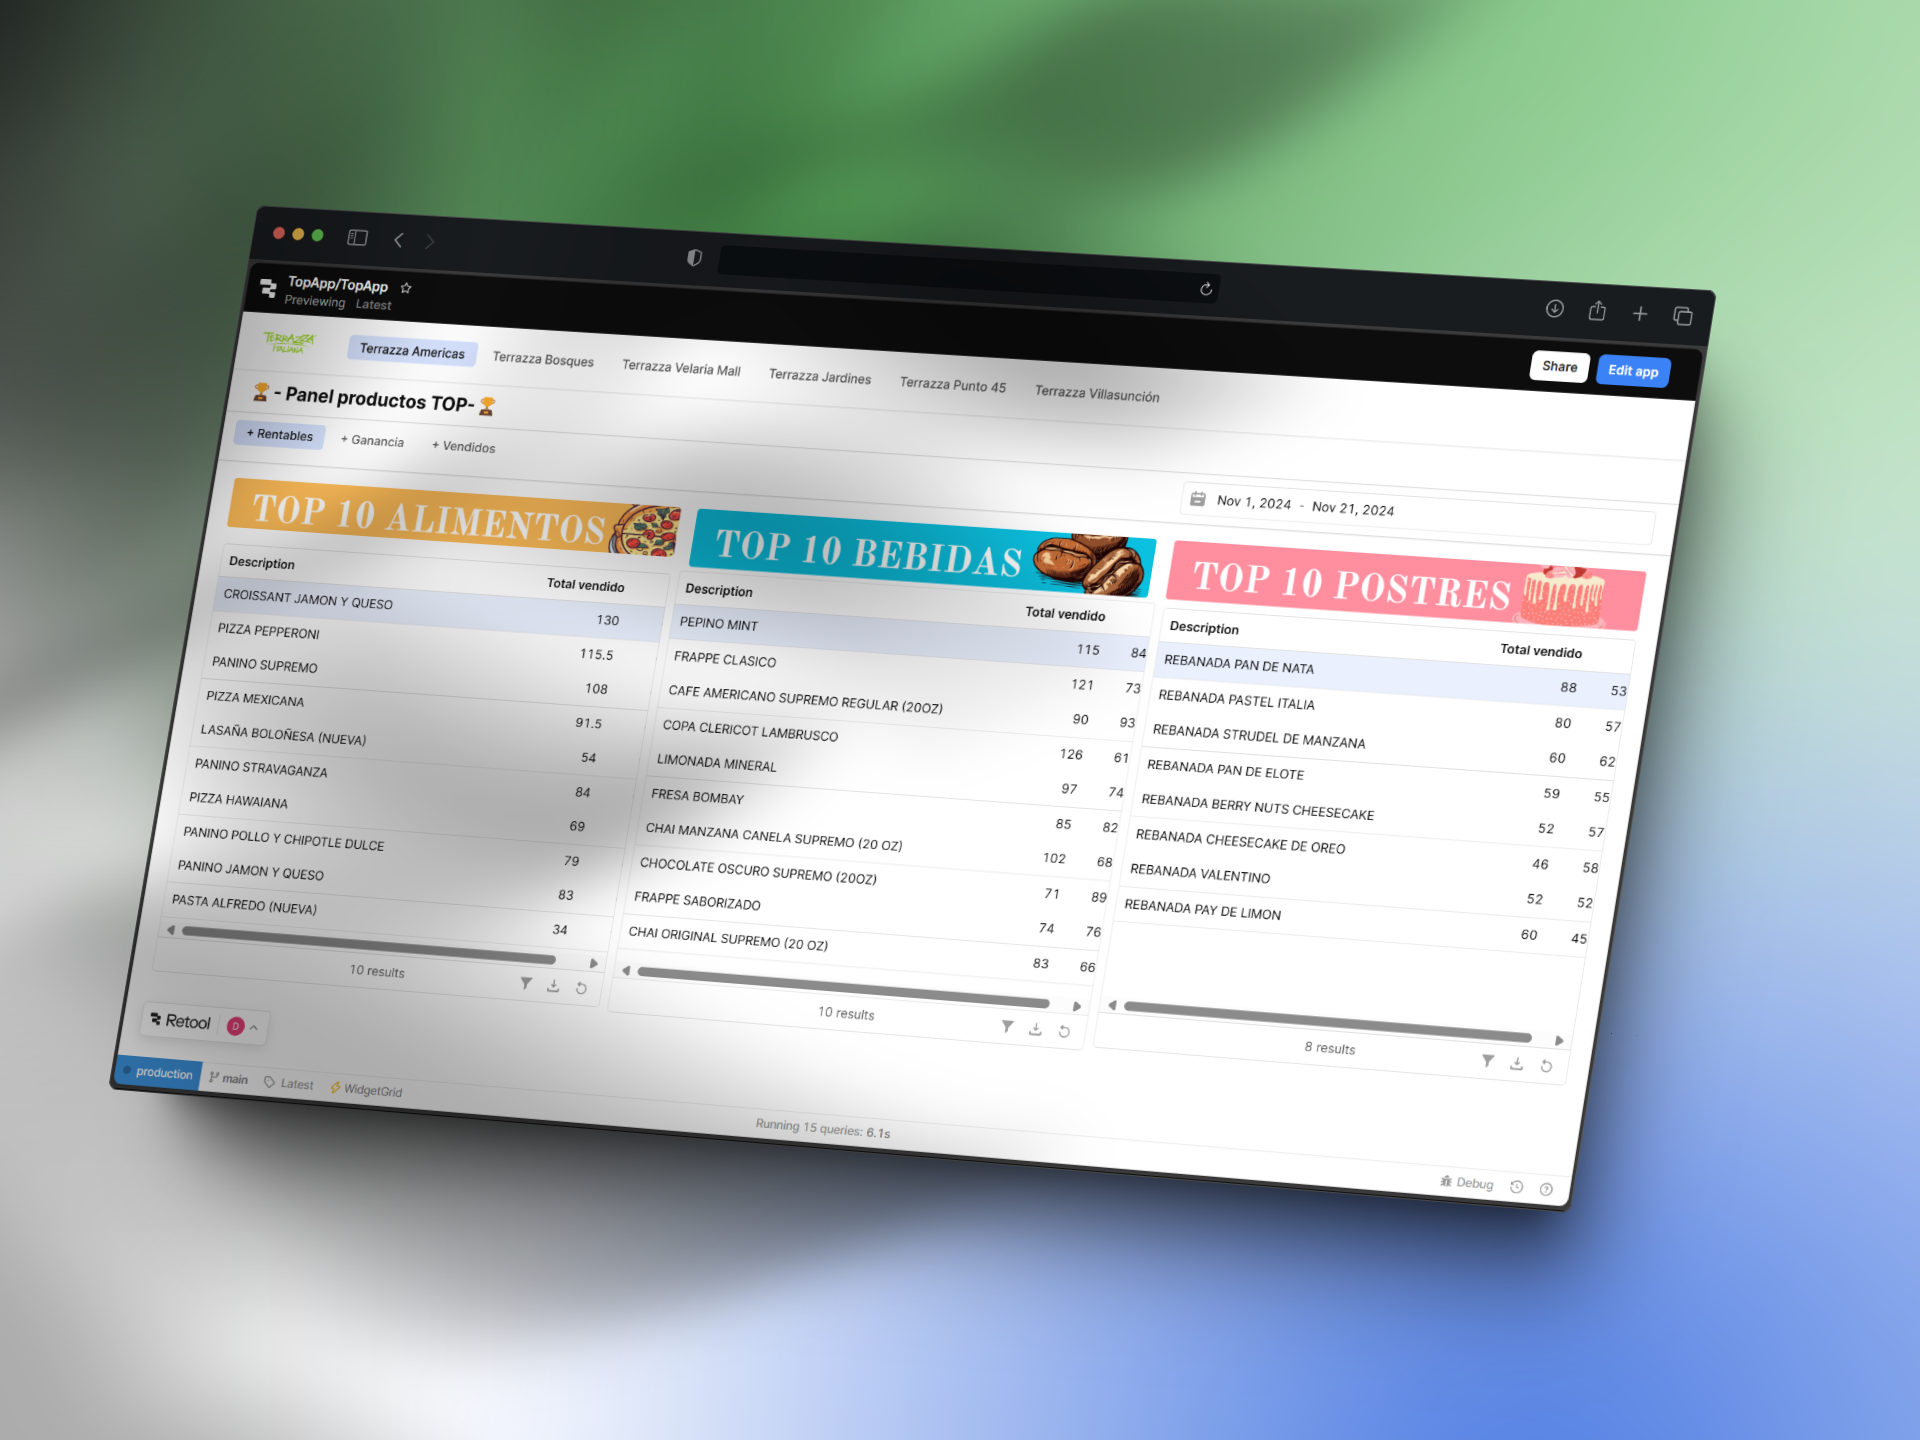 TopApp/TopApp
Previewing Latest
Share
Edit app
TERRAZZA
ITALIANA
Terrazza Americas
Terrazza Bosques
Terrazza Velaria Mall
Terrazza Jardines
Terrazza Punto 45
Terrazza Villasunción
- Panel productos TOP-
+ Rentables
+ Ganancia
+ Vendidos
Nov 1, 2024 - Nov 21, 2024
TOP 10 ALIMENTOS
Description Total vendido
CROISSANT JAMON Y QUESO 130
PIZZA PEPPERONI 115.5
PANINO SUPREMO 108
PIZZA MEXICANA 91.5
LASAÑA BOLOÑESA (NUEVA) 54
PANINO STRAVAGANZA 84
PIZZA HAWAIANA 69
PANINO POLLO Y CHIPOTLE DULCE 79
PANINO JAMON Y QUESO 83
PASTA ALFREDO (NUEVA) 34
10 results
TOP 10 BEBIDAS
Description Total vendido
PEPINO MINT 115 84
FRAPPE CLASICO 121 73
CAFE AMERICANO SUPREMO REGULAR (20OZ) 90 93
COPA CLERICOT LAMBRUSCO 126 61
LIMONADA MINERAL 97 74
FRESA BOMBAY 85 82
CHAI MANZANA CANELA SUPREMO (20 OZ) 102 68
CHOCOLATE OSCURO SUPREMO (20OZ) 71 89
FRAPPE SABORIZADO 74 76
CHAI ORIGINAL SUPREMO (20 OZ) 83 66
10 results
TOP 10 POSTRES
Description Total vendido
REBANADA PAN DE NATA 88 53
REBANADA PASTEL ITALIA 80 57
REBANADA STRUDEL DE MANZANA 60 62
REBANADA PAN DE ELOTE 59 55
REBANADA BERRY NUTS CHEESECAKE 52 57
REBANADA CHEESECAKE DE OREO 46 58
REBANADA VALENTINO 52 52
REBANADA PAY DE LIMON 60 45
8 results
Retool D
production main Latest WidgetGrid
Running 15 queries: 6.1s
Debug